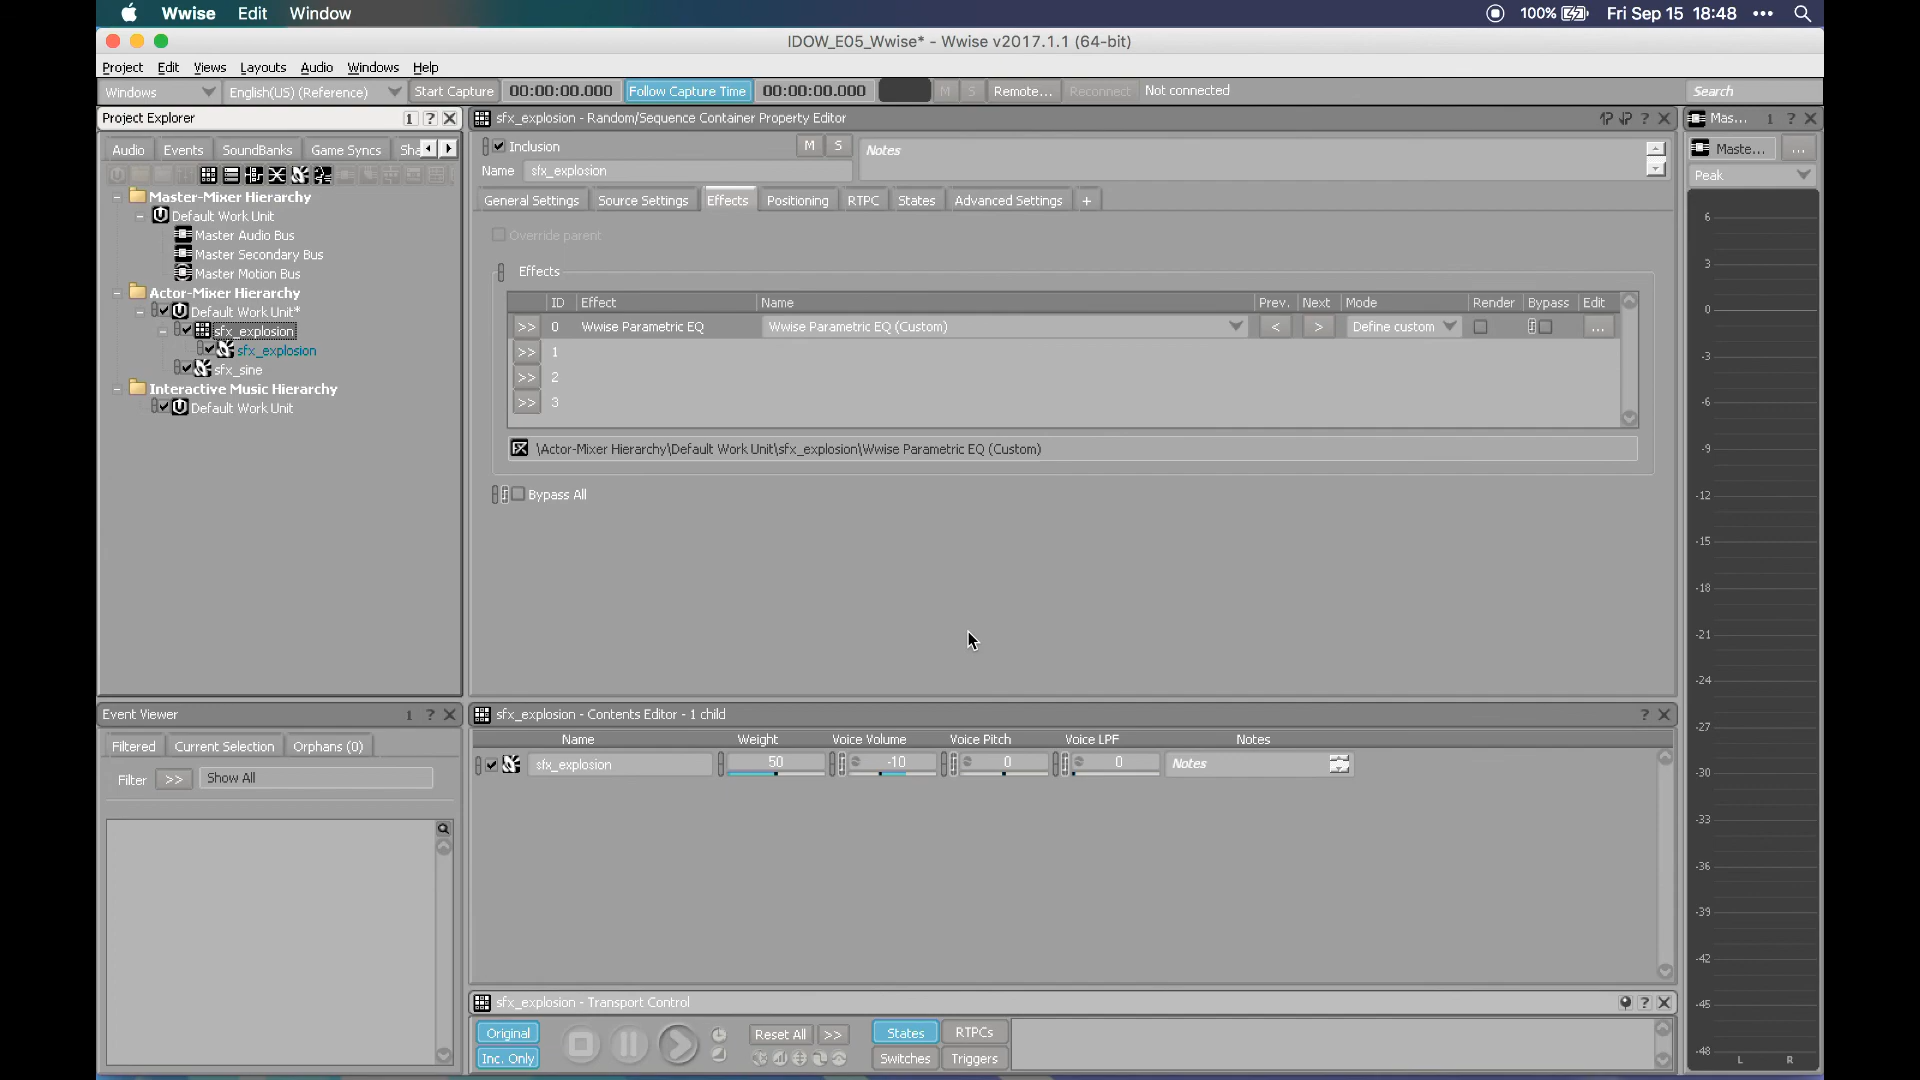 Wwise Edit Window 100% Fri Sep 15 18:48
IDOW_E05_Wwise* - Wwise v2017.1.1 (64-bit)
Project Edit Views Layouts Audio Windows Help
Windows English(US) (Reference) Start Capture 00:00:00.000 Follow Capture Time 00:00:00.000 M S Remote... Reconnect Not connected Search
Project Explorer
Audio Events SoundBanks Game Syncs Sha
Master-Mixer Hierarchy
Default Work Unit
Master Audio Bus
Master Secondary Bus
Master Motion Bus
Actor-Mixer Hierarchy
Default Work Unit*
sfx_explosion
sfx_explosion
sfx_sine
Interactive Music Hierarchy
Default Work Unit
sfx_explosion - Random/Sequence Container Property Editor
Inclusion M S Notes
Name sfx_explosion
General Settings Source Settings Effects Positioning RTPC States Advanced Settings +
Override parent
Effects
ID Effect Name Prev. Next Mode Render Bypass Edit
>> 0 Wwise Parametric EQ Wwise Parametric EQ (Custom) < > Define custom ...
>> 1
>> 2
>> 3
\Actor-Mixer Hierarchy\Default Work Unit\sfx_explosion\Wwise Parametric EQ (Custom)
Bypass All
Mas...
Maste... ...
Peak
6
3
0
-3
-6
-9
-12
-15
-18
-21
-24
-27
-30
-33
-36
-39
-42
-45
-48
L R
Event Viewer
Filtered Current Selection Orphans (0)
Filter >> Show All
sfx_explosion - Contents Editor - 1 child
Name Weight Voice Volume Voice Pitch Voice LPF Notes
sfx_explosion 50 -10 0 0 Notes
sfx_explosion - Transport Control
Original Reset All >> States RTPCs
Inc. Only Switches Triggers